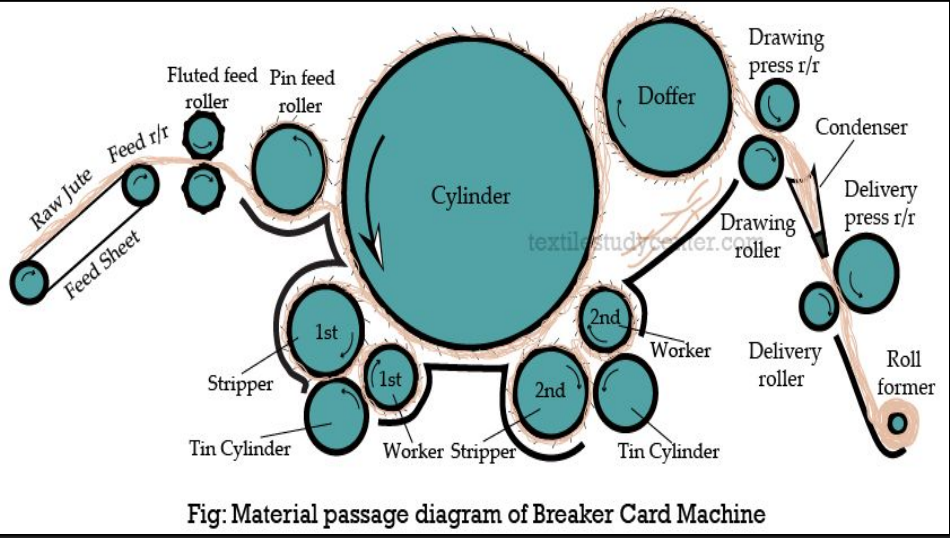 Drawing
press r/r
Fluted feed
roller
Pin feed
roller
Doffer
Condenser
Feed r/r
Raw Jute
Feed Sheet
Cylinder
Delivery
press r/r
Drawing
roller
textilestudycenter.com
1st
Stripper
1st
2nd
Worker
2nd
Delivery
roller
Roll
former
Tin Cylinder
Worker
Stripper
Tin Cylinder
Fig: Material passage diagram of Breaker Card Machine